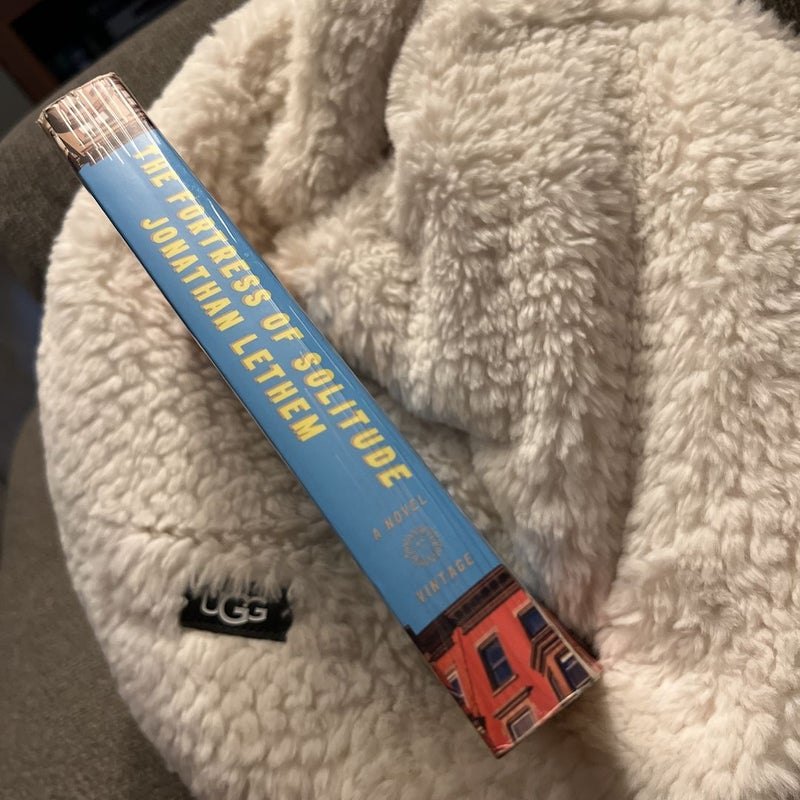 THE FORTRESS OF SOLITUDE
JONATHAN LETHEM
A NOVEL
VINTAGE
UGG